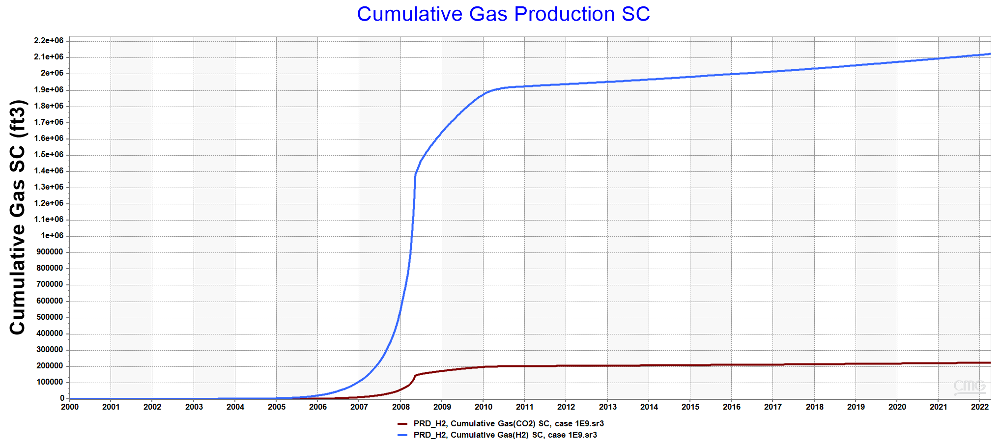 Cumulative Gas Production SC
Cumulative Gas SC (ft3)
2.2e+06
2.1e+06
2e+06
1.9e+06
1.8e+06
1.7e+06
1.6e+06
1.5e+06
1.4e+06
1.3e+06
1.2e+06
1.1e+06
1e+06
900000
800000
700000
600000
500000
400000
300000
200000
100000
0
2000 2001 2002 2003 2004 2005 2006 2007 2008 2009 2010 2011 2012 2013 2014 2015 2016 2017 2018 2019 2020 2021 2022
cmg
PRD_H2, Cumulative Gas(CO2) SC, case 1E9.sr3
PRD_H2, Cumulative Gas(H2) SC, case 1E9.sr3